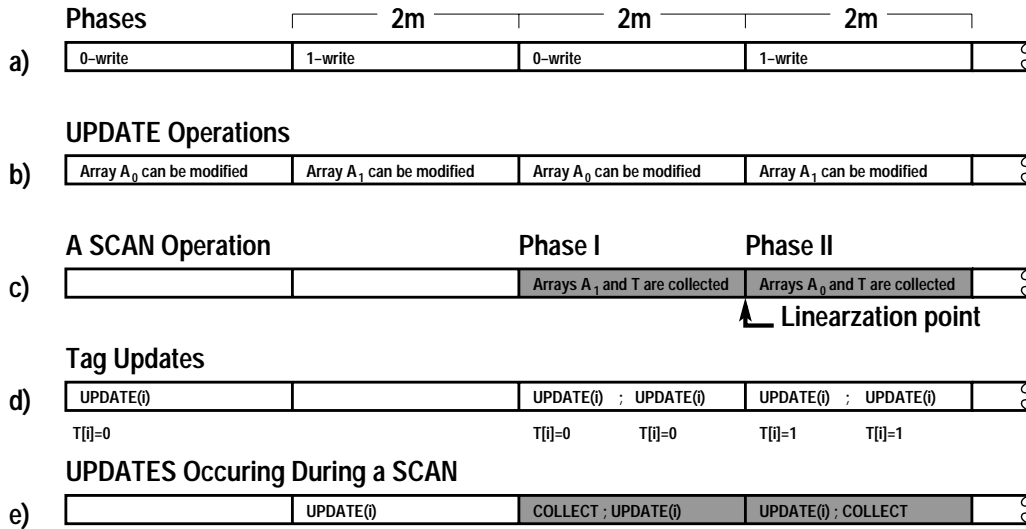 Phases 2m 2m 2m
a) 0–write 1–write 0–write 1–write
UPDATE Operations
b) Array A0 can be modified Array A1 can be modified Array A0 can be modified Array A1 can be modified
A SCAN Operation Phase I Phase II
c) Arrays A1 and T are collected Arrays A0 and T are collected
Linearzation point
Tag Updates
d) UPDATE(i) UPDATE(i) ; UPDATE(i) UPDATE(i) ; UPDATE(i)
T[i]=0 T[i]=0 T[i]=0 T[i]=1 T[i]=1
UPDATES Occuring During a SCAN
e) UPDATE(i) COLLECT ; UPDATE(i) UPDATE(i) ; COLLECT